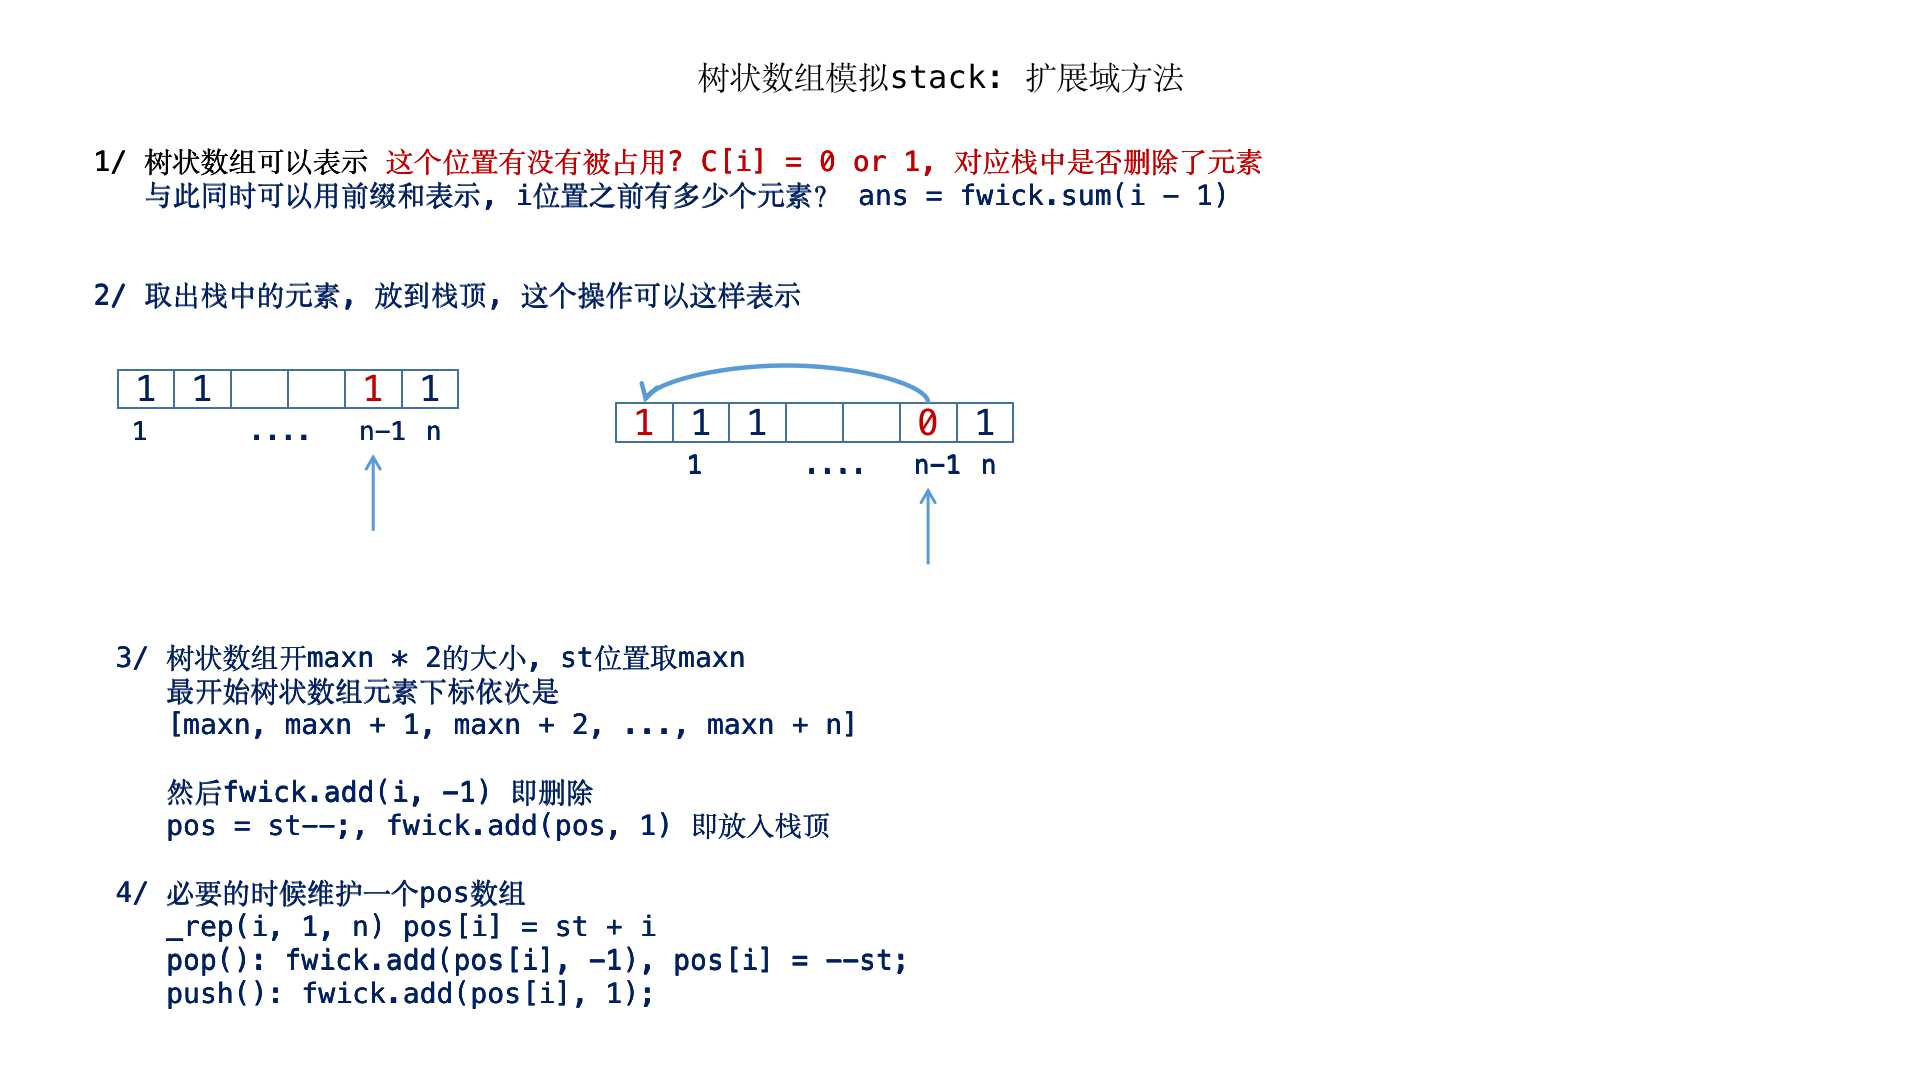 树状数组模拟stack: 扩展域方法
1/ 树状数组可以表示 这个位置有没有被占用? C[i] = 0 or 1, 对应栈中是否删除了元素
与此同时可以用前缀和表示, i位置之前有多少个元素? ans = fwick.sum(i - 1)
2/ 取出栈中的元素, 放到栈顶, 这个操作可以这样表示
1 1 1 1
1 .... n-1 n
1 1 1 0 1
1 .... n-1 n
3/ 树状数组开maxn * 2的大小, st位置取maxn
最开始树状数组元素下标依次是
[maxn, maxn + 1, maxn + 2, ..., maxn + n]
然后fwick.add(i, -1) 即删除
pos = st--;, fwick.add(pos, 1) 即放入栈顶
4/ 必要的时候维护一个pos数组
_rep(i, 1, n) pos[i] = st + i
pop(): fwick.add(pos[i], -1), pos[i] = --st;
push(): fwick.add(pos[i], 1);